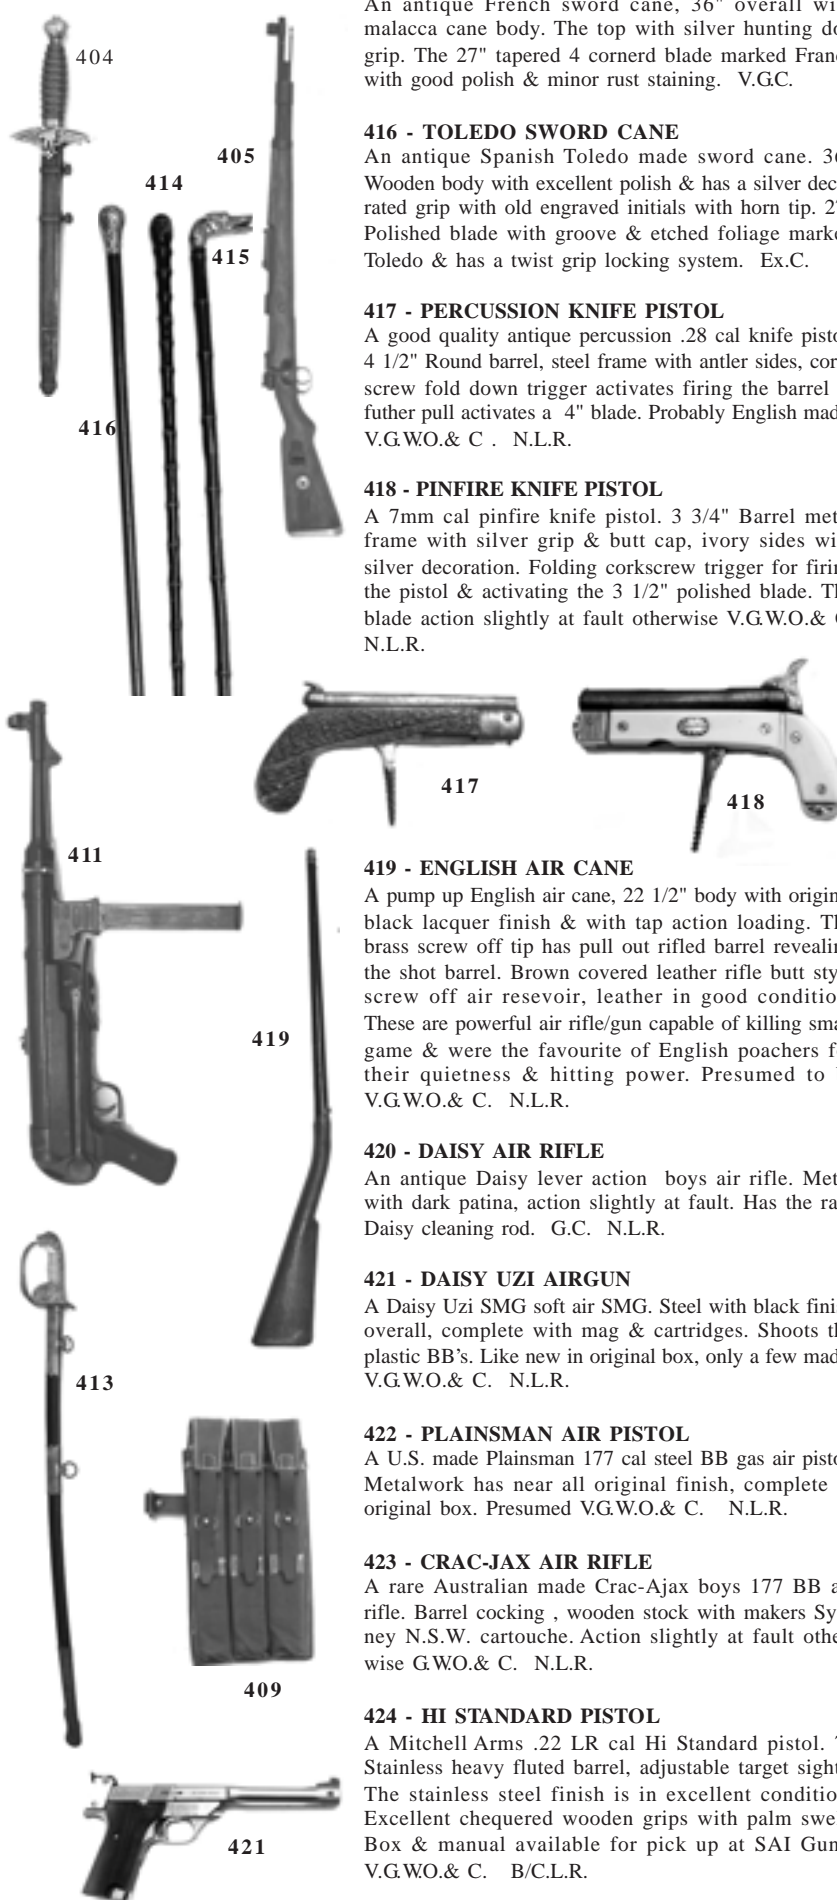 An antique French sword cane, 36" overall wi
malacca cane body. The top with silver hunting do
grip. The 27" tapered 4 cornerd blade marked Franc
with good polish & minor rust staining. V.G.C.
416 - TOLEDO SWORD CANE
An antique Spanish Toledo made sword cane. 36
Wooden body with excellent polish & has a silver dec
rated grip with old engraved initials with horn tip. 2
Polished blade with groove & etched foliage marke
Toledo & has a twist grip locking system. Ex.C.
417 - PERCUSSION KNIFE PISTOL
A good quality antique percussion .28 cal knife pisto
4 1/2" Round barrel, steel frame with antler sides, cor
screw fold down trigger activates firing the barrel
futher pull activates a 4" blade. Probably English mad
V.G.W.O.& C . N.L.R.
418 - PINFIRE KNIFE PISTOL
A 7mm cal pinfire knife pistol. 3 3/4" Barrel met
frame with silver grip & butt cap, ivory sides wi
silver decoration. Folding corkscrew trigger for firin
the pistol & activating the 3 1/2" polished blade. Th
blade action slightly at fault otherwise V.G.W.O.&
N.L.R.
419 - ENGLISH AIR CANE
A pump up English air cane, 22 1/2" body with origin
black lacquer finish & with tap action loading. Th
brass screw off tip has pull out rifled barrel revealin
the shot barrel. Brown covered leather rifle butt sty
screw off air resevoir, leather in good conditio
These are powerful air rifle/gun capable of killing sma
game & were the favourite of English poachers f
their quietness & hitting power. Presumed to
V.G.W.O.& C. N.L.R.
420 - DAISY AIR RIFLE
An antique Daisy lever action boys air rifle. Met
with dark patina, action slightly at fault. Has the ra
Daisy cleaning rod. G.C. N.L.R.
421 - DAISY UZI AIRGUN
A Daisy Uzi SMG soft air SMG. Steel with black fini
overall, complete with mag & cartridges. Shoots th
plastic BB's. Like new in original box, only a few mad
V.G.W.O.& C. N.L.R.
422 - PLAINSMAN AIR PISTOL
A U.S. made Plainsman 177 cal steel BB gas air pisto
Metalwork has near all original finish, complete
original box. Presumed V.G.W.O.& C. N.L.R.
423 - CRAC-JAX AIR RIFLE
A rare Australian made Crac-Ajax boys 177 BB a
rifle. Barrel cocking , wooden stock with makers Sy
ney N.S.W. cartouche. Action slightly at fault othe
wise G.W.O.& C. N.L.R.
424 - HI STANDARD PISTOL
A Mitchell Arms .22 LR cal Hi Standard pistol. 7
Stainless heavy fluted barrel, adjustable target sight
The stainless steel finish is in excellent conditio
Excellent chequered wooden grips with palm swe
Box & manual available for pick up at SAI Gun
V.G.W.O.& C. B/C.L.R.
404
405
414
415
416
417
418
411
419
413
409
421